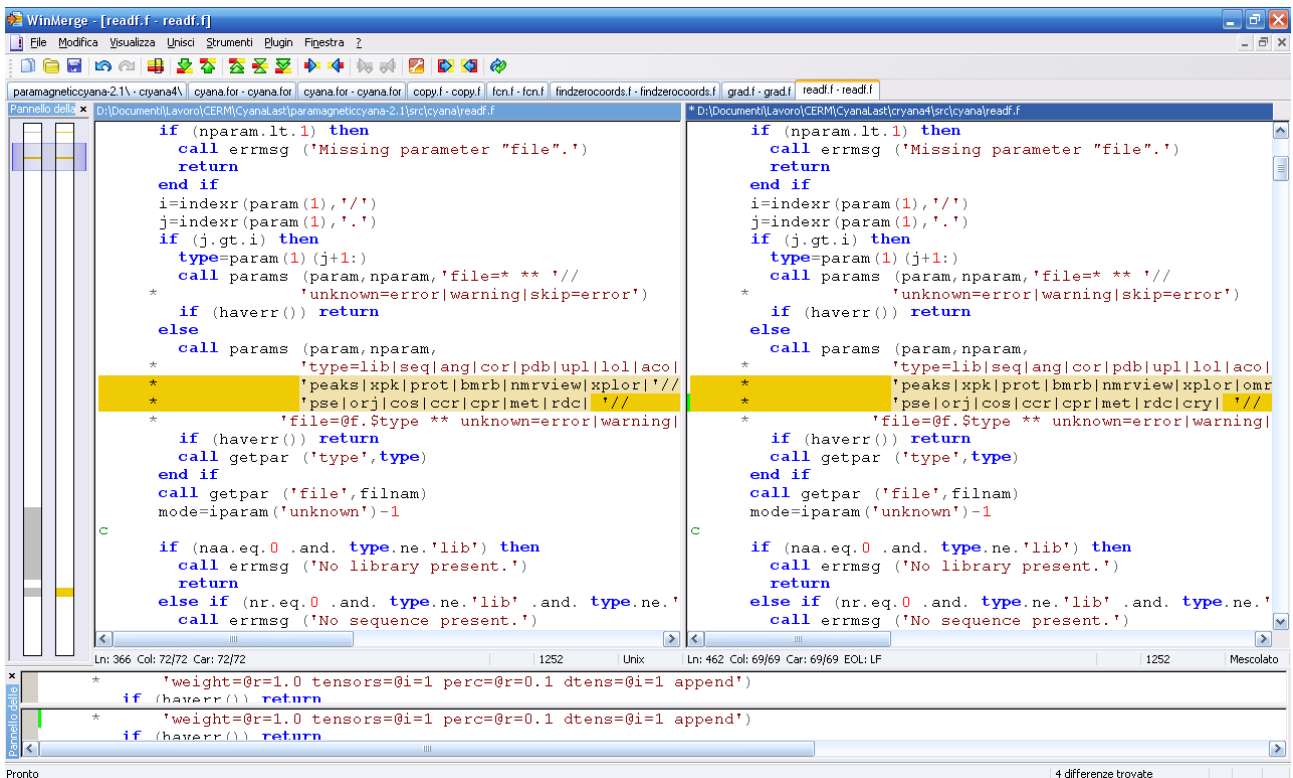 WinMerge - [readf.f - readf.f]
File Modifica Visualizza Unisci Strumenti Plugin Finestra ?
paramagneticcyana-2.1\ - cryana4\ cyana.for - cyana.for cyana.for - cyana.for copy.f - copy.f fcn.f - fcn.f findzerocoords.f - findzerocoords.f grad.f - grad.f readf.f - readf.f
Pannello della
D:\Documenti\Lavoro\CERM\CyanaLast\paramagneticcyana-2.1\src\cyana\readf.f
if (nparam.lt.1) then
call errmsg ('Missing parameter "file".')
return
end if
i=indexr(param(1),'/')
j=indexr(param(1),'.')
if (j.gt.i) then
type=param(1)(j+1:)
call params (param,nparam,'file=* ** '//
* 'unknown=error|warning|skip=error')
if (haverr()) return
else
call params (param,nparam,
* 'type=lib|seq|ang|cor|pdb|upl|lol|aco|
* 'peaks|xpk|prot|bmrb|nmrview|xplor|'//
* 'pse|orj|cos|ccr|cpr|met|rdc| '//
* 'file=@f.$type ** unknown=error|warning|
if (haverr()) return
call getpar ('type',type)
end if
call getpar ('file',filnam)
mode=iparam('unknown')-1
c
if (naa.eq.0 .and. type.ne.'lib') then
call errmsg ('No library present.')
return
else if (nr.eq.0 .and. type.ne.'lib' .and. type.ne.'
call errmsg ('No sequence present.')
Ln: 366 Col: 72/72 Car: 72/72 1252 Unix
* D:\Documenti\Lavoro\CERM\CyanaLast\cryana4\src\cyana\readf.f
if (nparam.lt.1) then
call errmsg ('Missing parameter "file".')
return
end if
i=indexr(param(1),'/')
j=indexr(param(1),'.')
if (j.gt.i) then
type=param(1)(j+1:)
call params (param,nparam,'file=* ** '//
* 'unknown=error|warning|skip=error')
if (haverr()) return
else
call params (param,nparam,
* 'type=lib|seq|ang|cor|pdb|upl|lol|aco|
* 'peaks|xpk|prot|bmrb|nmrview|xplor|omr
* 'pse|orj|cos|ccr|cpr|met|rdc|cry| '//
* 'file=@f.$type ** unknown=error|warning|
if (haverr()) return
call getpar ('type',type)
end if
call getpar ('file',filnam)
mode=iparam('unknown')-1
c
if (naa.eq.0 .and. type.ne.'lib') then
call errmsg ('No library present.')
return
else if (nr.eq.0 .and. type.ne.'lib' .and. type.ne.'
call errmsg ('No sequence present.')
Ln: 462 Col: 69/69 Car: 69/69 EOL: LF 1252 Mescolato
Pannello delle
* 'weight=@r=1.0 tensors=@i=1 perc=@r=0.1 dtens=@i=1 append')
if (haverr()) return
* 'weight=@r=1.0 tensors=@i=1 perc=@r=0.1 dtens=@i=1 append')
if (haverr()) return
Pronto 4 differenze trovate